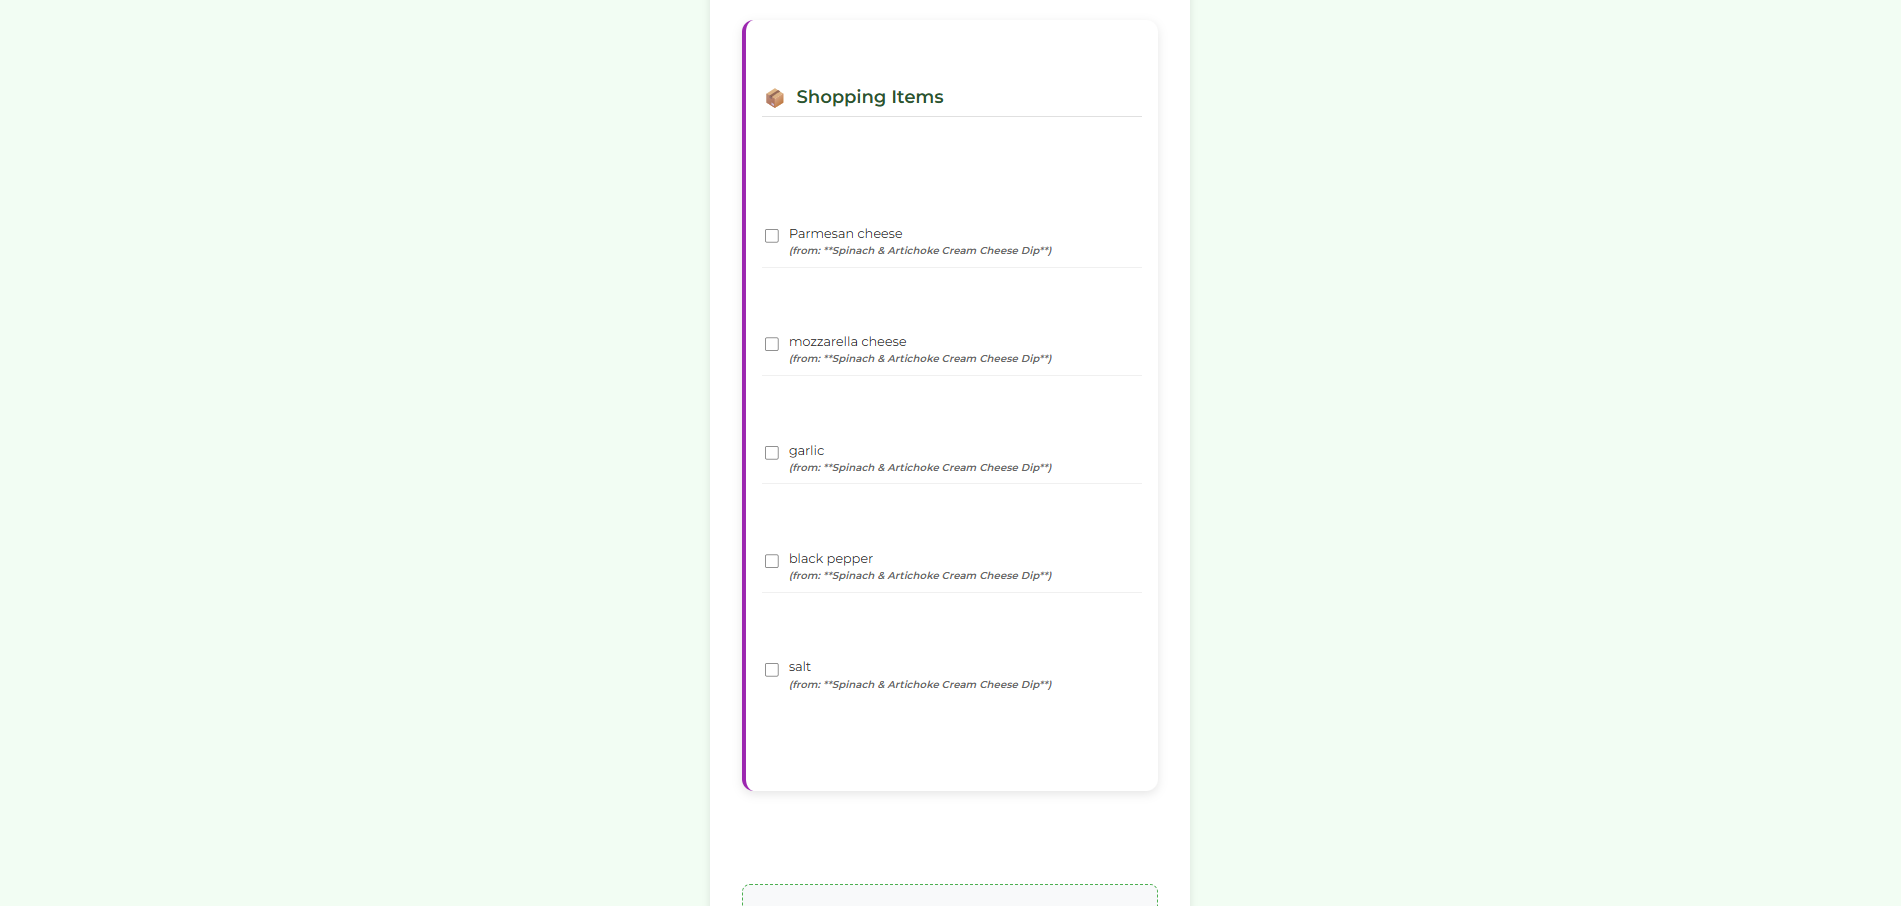 Shopping Items
Parmesan cheese
(from: **Spinach & Artichoke Cream Cheese Dip**)
mozzarella cheese
(from: **Spinach & Artichoke Cream Cheese Dip**)
garlic
(from: **Spinach & Artichoke Cream Cheese Dip**)
black pepper
(from: **Spinach & Artichoke Cream Cheese Dip**)
salt
(from: **Spinach & Artichoke Cream Cheese Dip**)